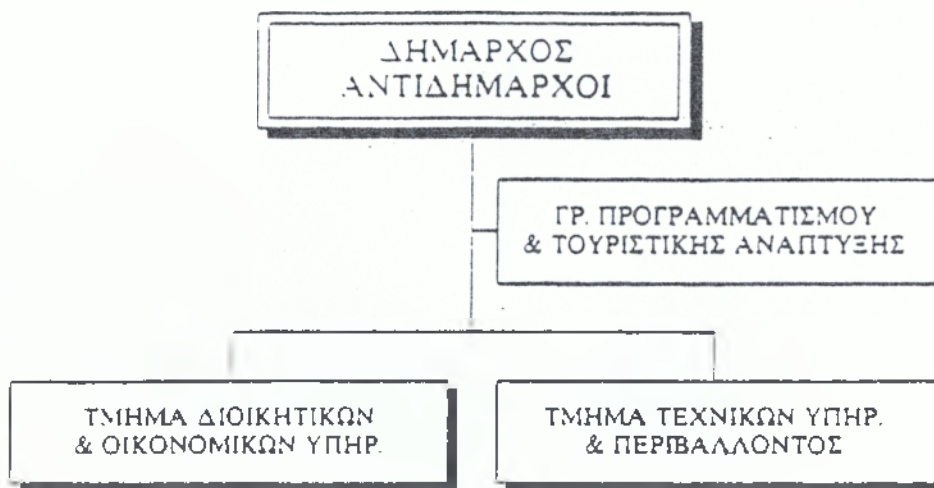 ΔΗΜΑΡΧΟΣ
ΑΝΤΙΔΗΜΑΡΧΟΙ
ΓΡ. ΠΡΟΓΡΑΜΜΑΤΙΣΜΟΥ
& ΤΟΥΡΙΣΤΙΚΗΣ ΑΝΑΠΤΥΞΗΣ
ΤΜΗΜΑ ΔΙΟΙΚΗΤΙΚΩΝ
& ΟΙΚΟΝΟΜΙΚΩΝ ΥΠΗΡ.
ΤΜΗΜΑ ΤΕΧΝΙΚΩΝ ΥΠΗΡ.
& ΠΕΡΙΒΑΛΛΟΝΤΟΣ